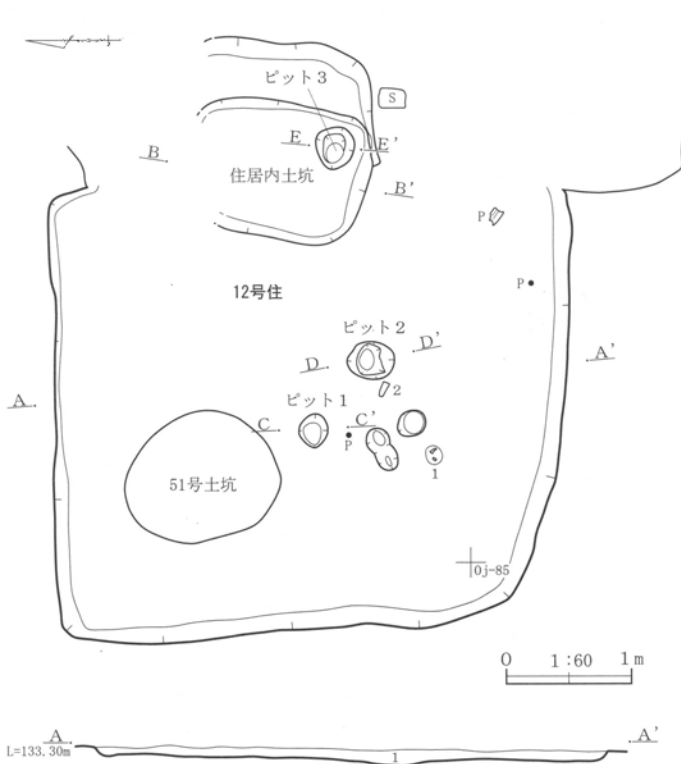 ピット3
S
E
E'
B
住居内土坑
B'
P
12号住
P
ピット2
D
D'
A'
A
2
ピット1
C
C'
P
1
51号土坑
0j-85
0 1:60 1m
A
A'
L=133.30m
1